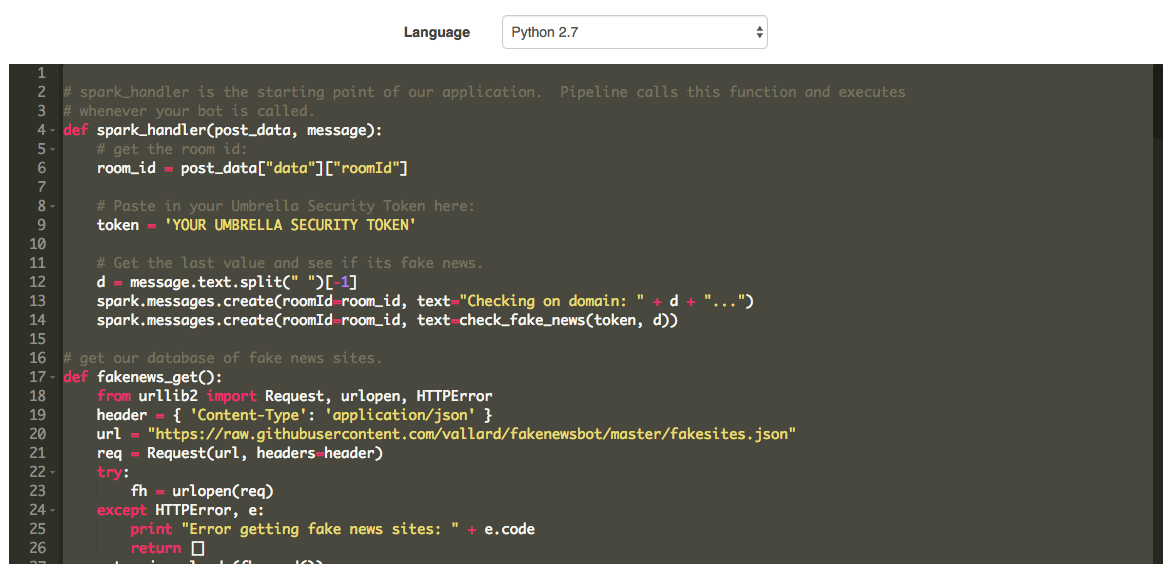 Language Python 2.7
1
2 # spark_handler is the starting point of our application.  Pipeline calls this function and executes
3 # whenever your bot is called.
4 def spark_handler(post_data, message):
5     # get the room id:
6     room_id = post_data["data"]["roomId"]
7
8     # Paste in your Umbrella Security Token here:
9     token = 'YOUR UMBRELLA SECURITY TOKEN'
10
11     # Get the last value and see if its fake news.
12     d = message.text.split(" ")[-1]
13     spark.messages.create(roomId=room_id, text="Checking on domain: " + d + "...")
14     spark.messages.create(roomId=room_id, text=check_fake_news(token, d))
15
16 # get our database of fake news sites.
17 def fakenews_get():
18     from urllib2 import Request, urlopen, HTTPError
19     header = { 'Content-Type': 'application/json' }
20     url = "https://raw.githubusercontent.com/vallard/fakenewsbot/master/fakesites.json"
21     req = Request(url, headers=header)
22     try:
23         fh = urlopen(req)
24     except HTTPError, e:
25         print "Error getting fake news sites: " + e.code
26         return []